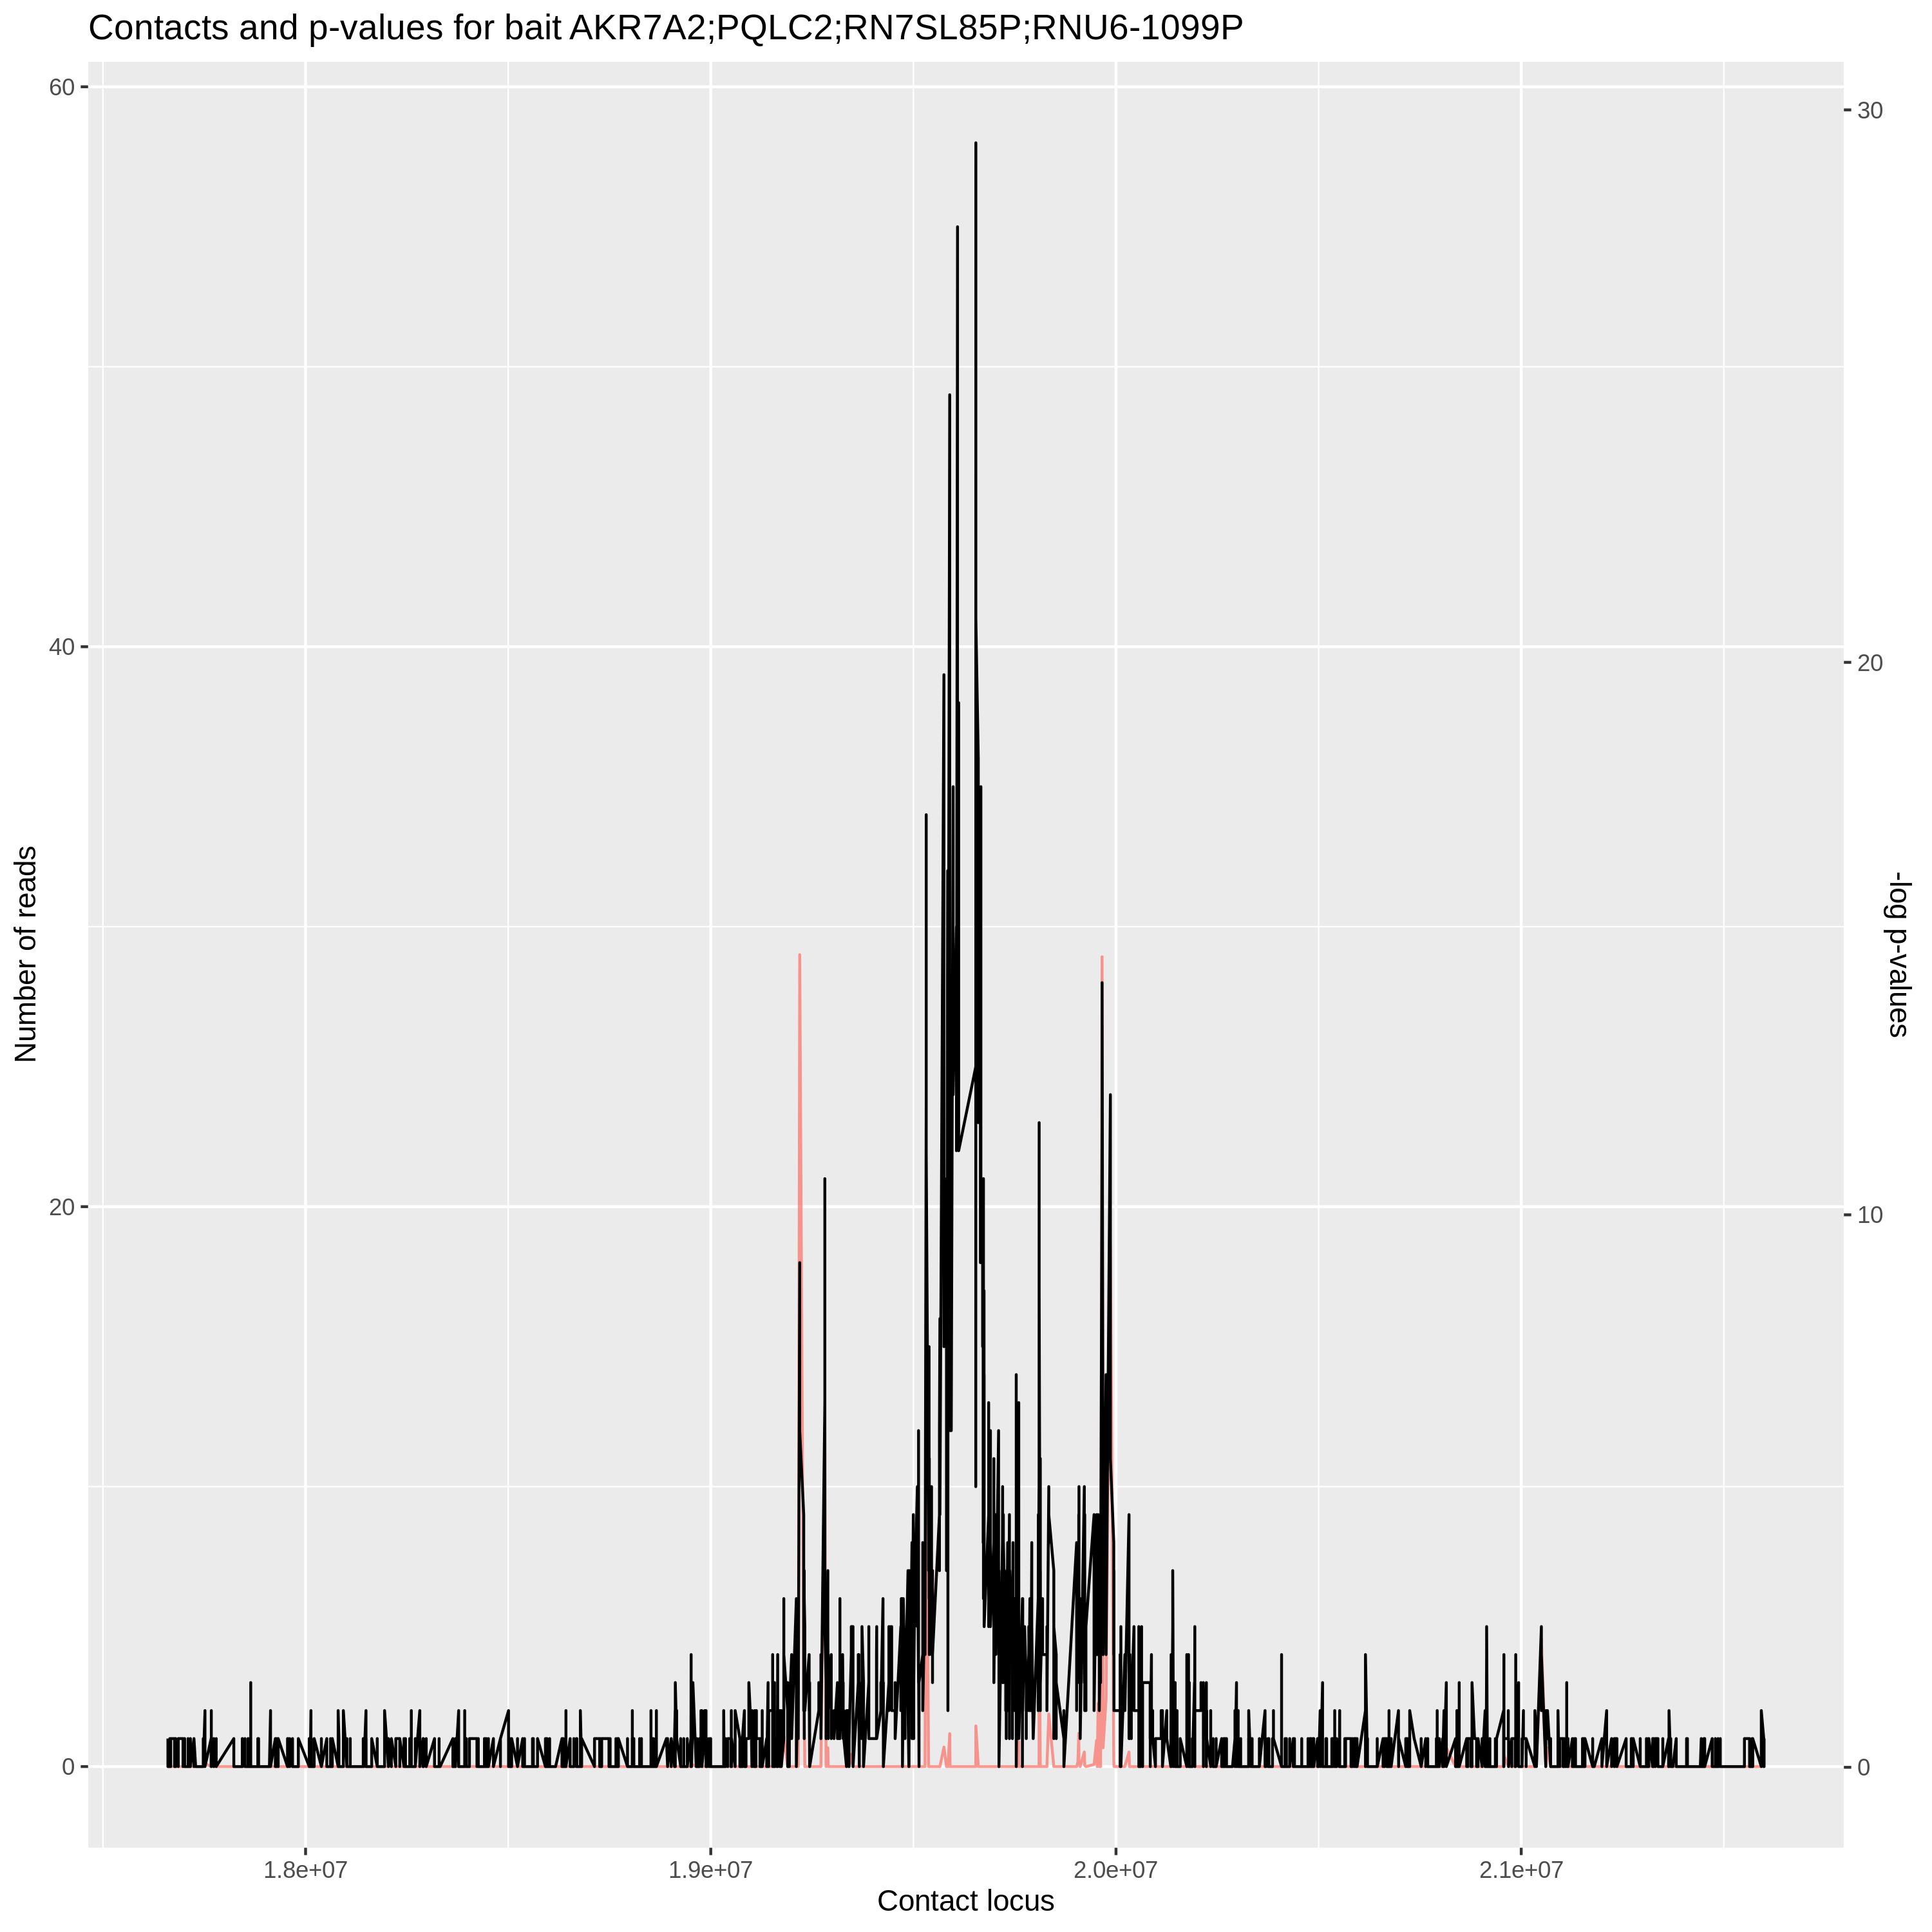 Contacts and p-values for bait AKR7A2;PQLC2;RN7SL85P;RNU6-1099P
60
40
20
0
Number of reads
30
20
10
0
-log p-values
1.8e+07
1.9e+07
2.0e+07
2.1e+07
Contact locus